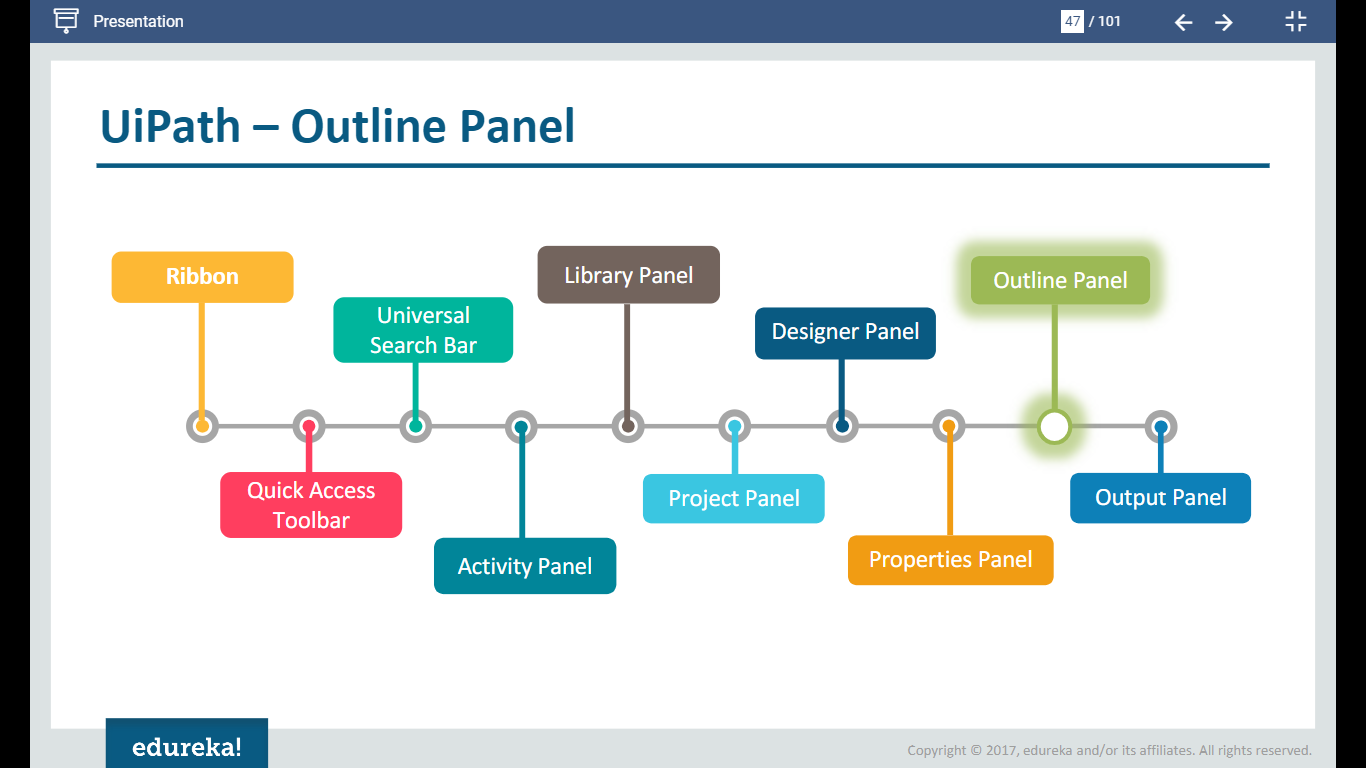 Presentation
47 / 101
UiPath – Outline Panel
Ribbon
Quick Access
Toolbar
Universal
Search Bar
Activity Panel
Library Panel
Project Panel
Designer Panel
Properties Panel
Outline Panel
Output Panel
edureka!
Copyright © 2017, edureka and/or its affiliates. All rights reserved.